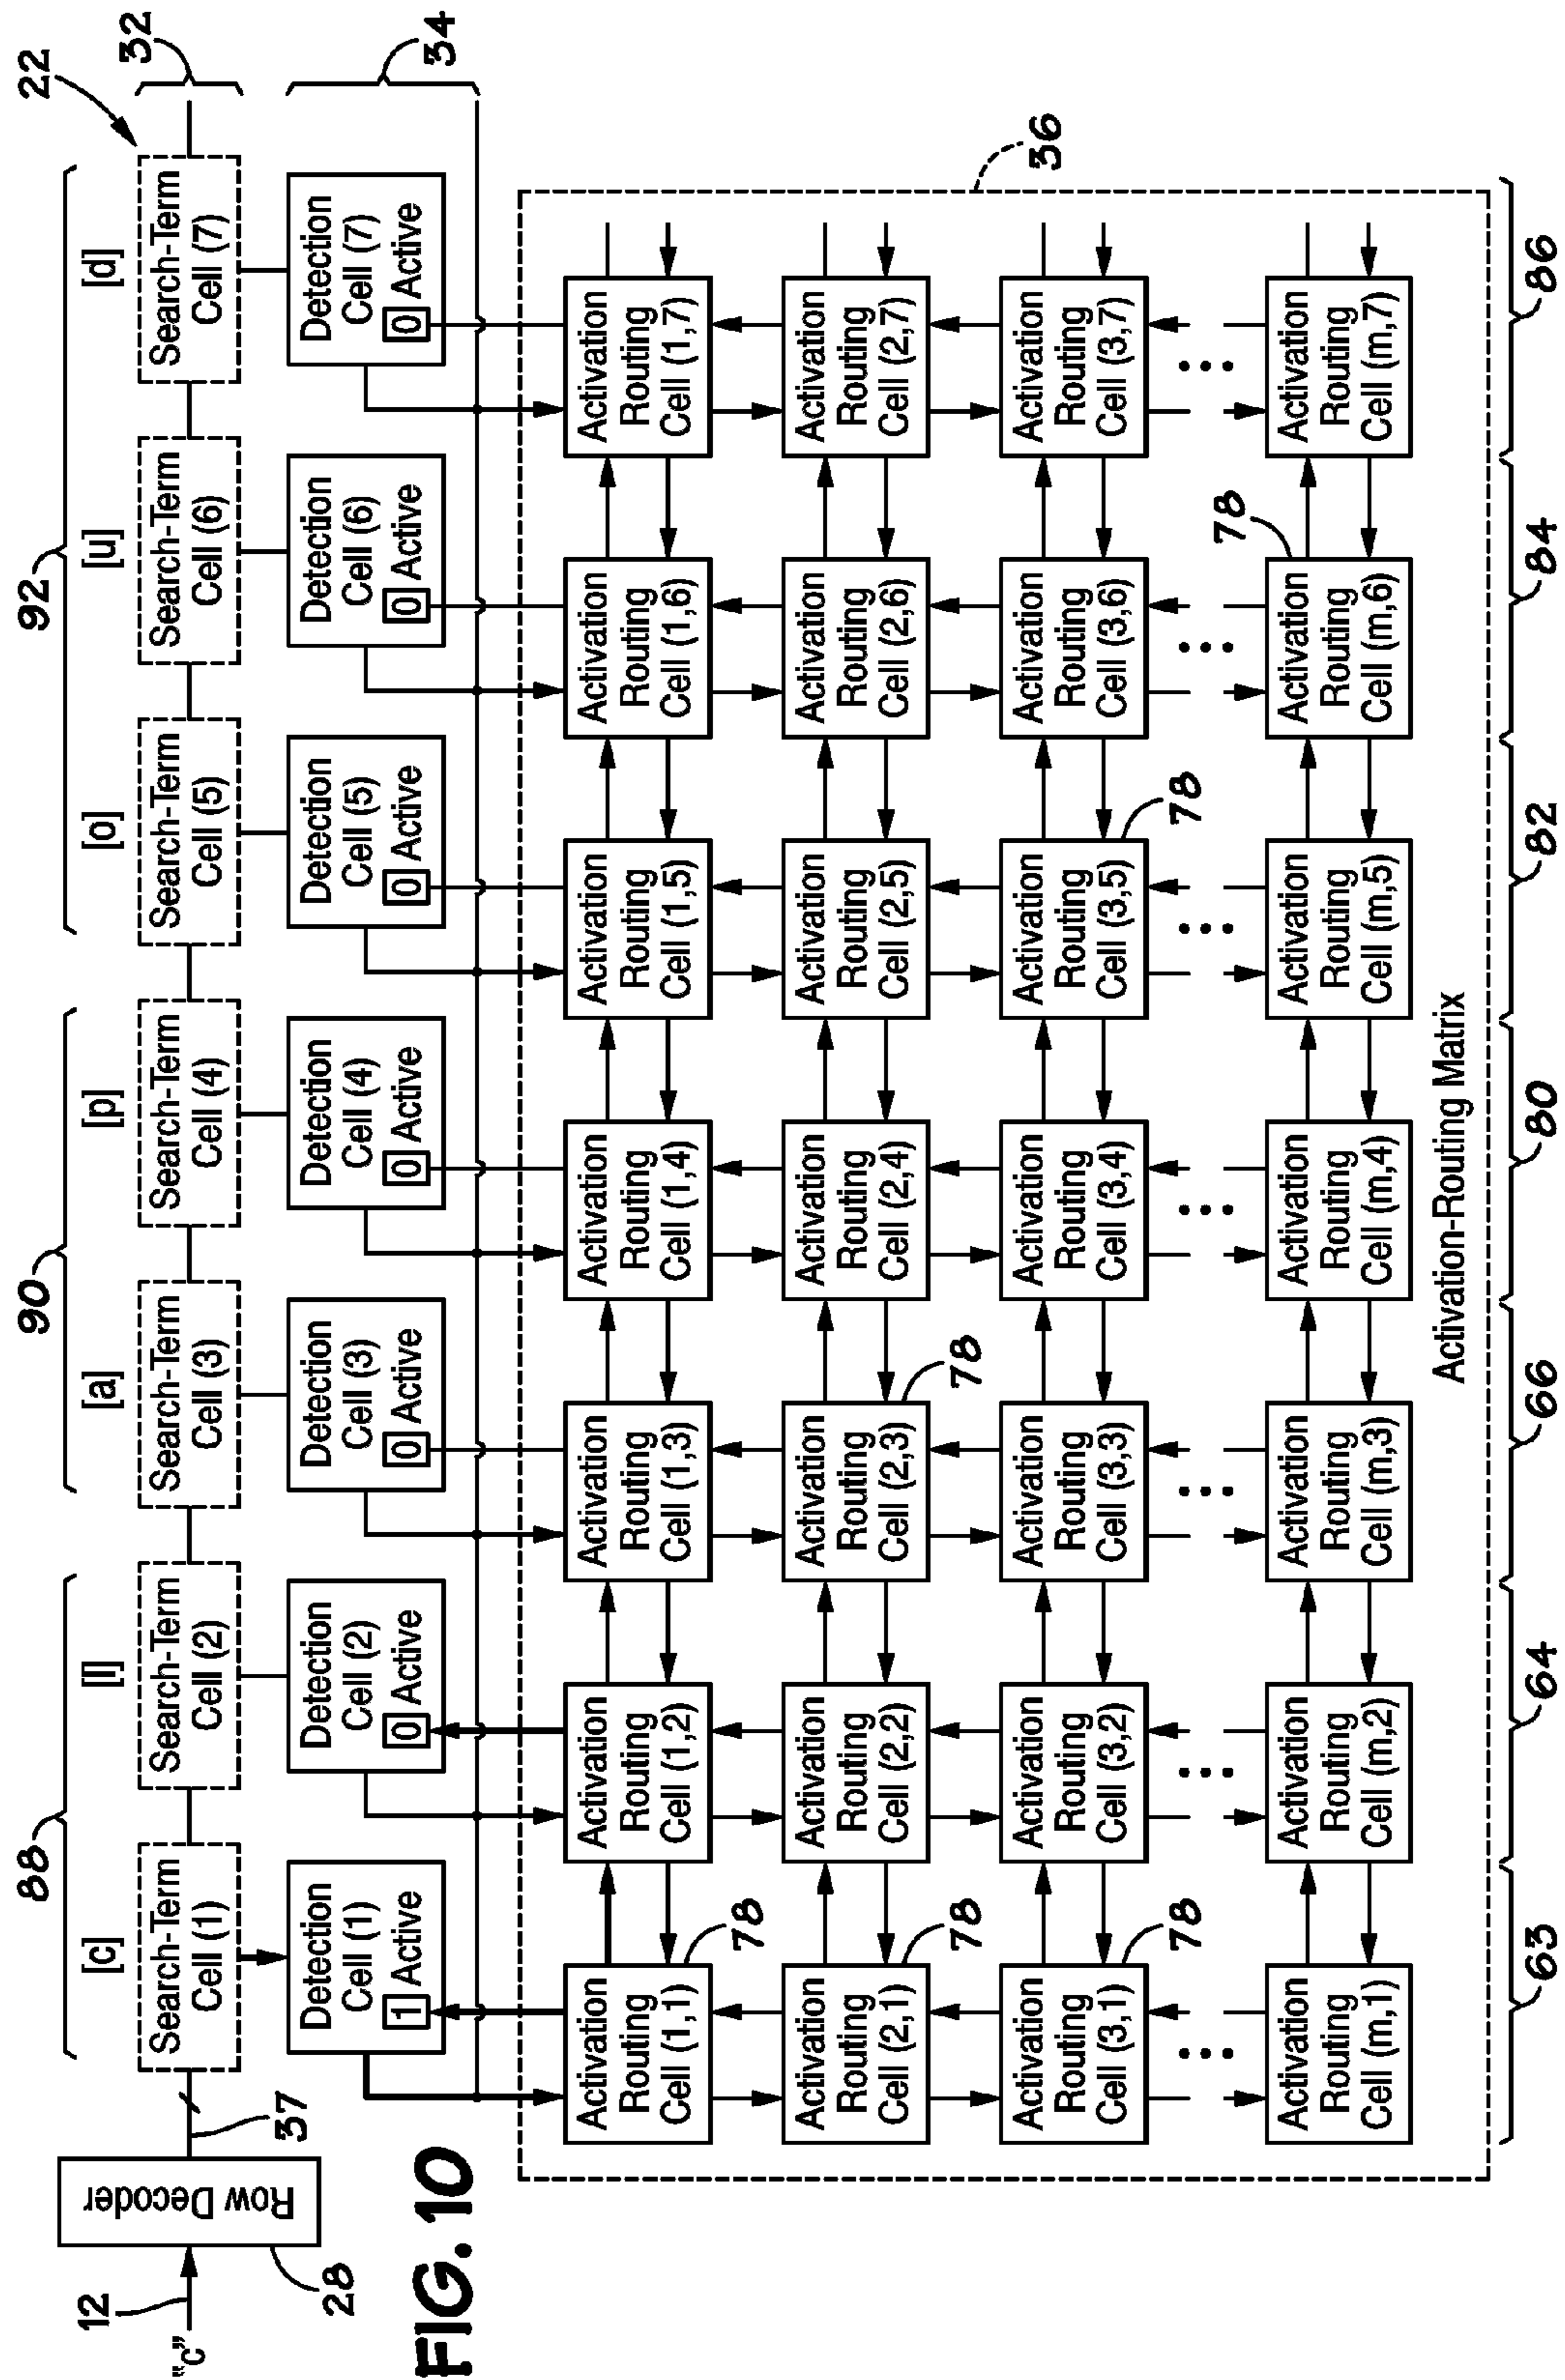 FIG. 10
"c"
12
28
Row Decoder
37
88
90
92
22
32
34
[c]
[l]
[a]
[p]
[o]
[u]
[d]
Search-Term
Cell (1)
Search-Term
Cell (2)
Search-Term
Cell (3)
Search-Term
Cell (4)
Search-Term
Cell (5)
Search-Term
Cell (6)
Search-Term
Cell (7)
Detection
Cell (1)
1 Active
Detection
Cell (2)
0 Active
Detection
Cell (3)
0 Active
Detection
Cell (4)
0 Active
Detection
Cell (5)
0 Active
Detection
Cell (6)
0 Active
Detection
Cell (7)
0 Active
36
Activation
Routing
Cell (1,1)
78
Activation
Routing
Cell (1,2)
Activation
Routing
Cell (1,3)
Activation
Routing
Cell (1,4)
Activation
Routing
Cell (1,5)
Activation
Routing
Cell (1,6)
Activation
Routing
Cell (1,7)
Activation
Routing
Cell (2,1)
78
Activation
Routing
Cell (2,2)
Activation
Routing
Cell (2,3)
78
Activation
Routing
Cell (2,4)
Activation
Routing
Cell (2,5)
Activation
Routing
Cell (2,6)
Activation
Routing
Cell (2,7)
Activation
Routing
Cell (3,1)
78
Activation
Routing
Cell (3,2)
Activation
Routing
Cell (3,3)
Activation
Routing
Cell (3,4)
Activation
Routing
Cell (3,5)
78
Activation
Routing
Cell (3,6)
Activation
Routing
Cell (3,7)
Activation
Routing
Cell (m,1)
Activation
Routing
Cell (m,2)
Activation
Routing
Cell (m,3)
Activation
Routing
Cell (m,4)
Activation
Routing
Cell (m,5)
Activation
Routing
Cell (m,6)
78
Activation
Routing
Cell (m,7)
Activation-Routing Matrix
63
64
66
80
82
84
86